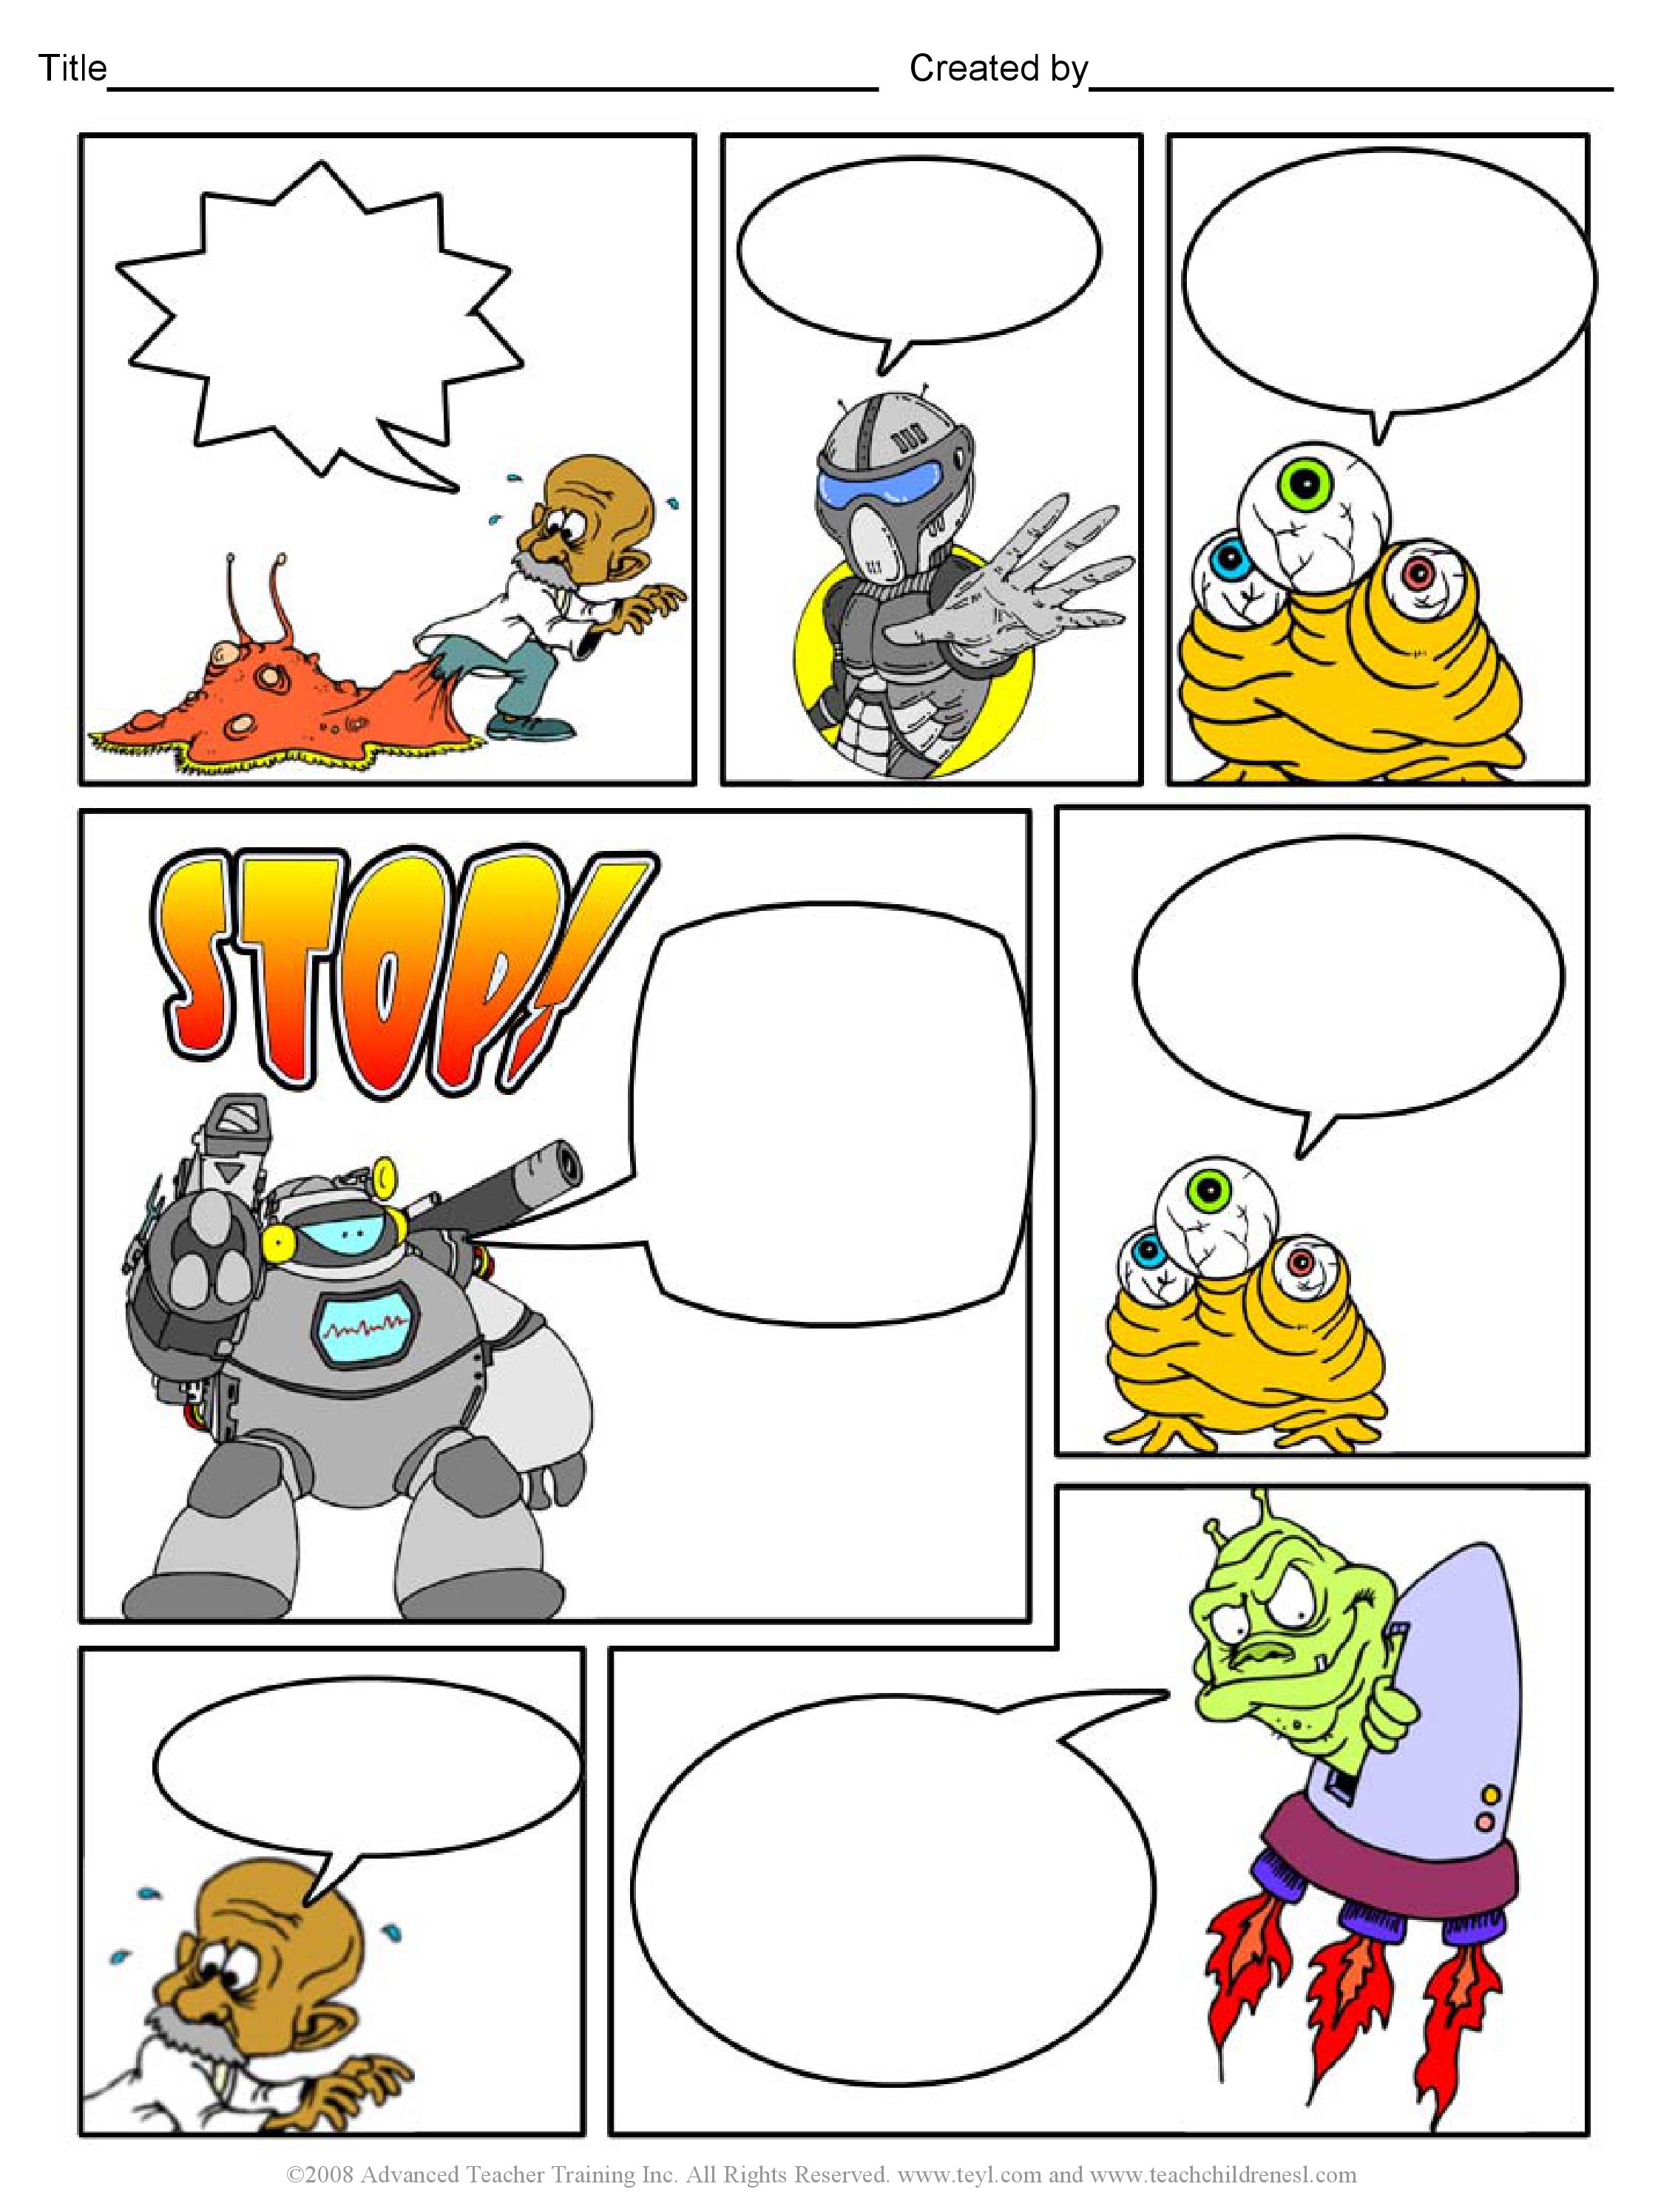 Title Created by
STOP!
©2008 Advanced Teacher Training Inc. All Rights Reserved. www.teyl.com and www.teachchildrenesl.com